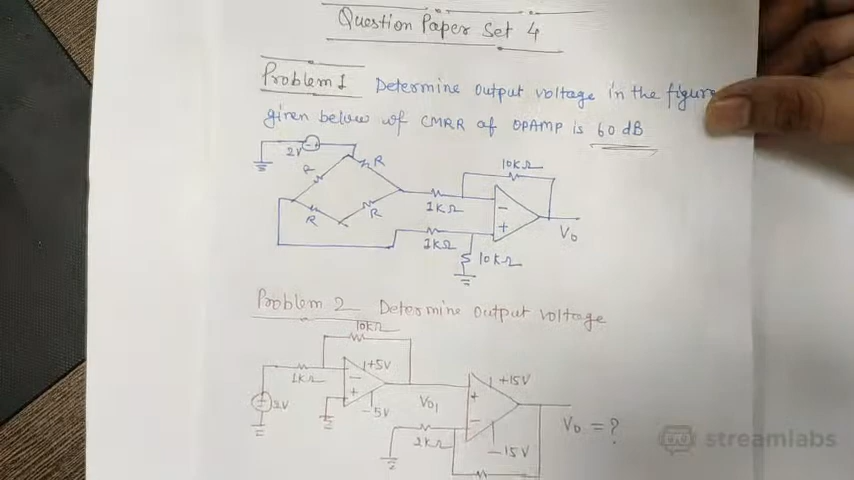 Question Paper Set 4
Problem 1 Determine output voltage in the figure
given below wf CMRR of OPAMP is 60 dB
2V
R
R
10kΩ
R
R
1kΩ
-
+
Vo
1kΩ
10kΩ
Problem 2 Determine output voltage
10kΩ
1kΩ
+5V
-
+
-5V
Vo1
+15V
+
-
Vo = ?
2kΩ
-15V
streamlabs